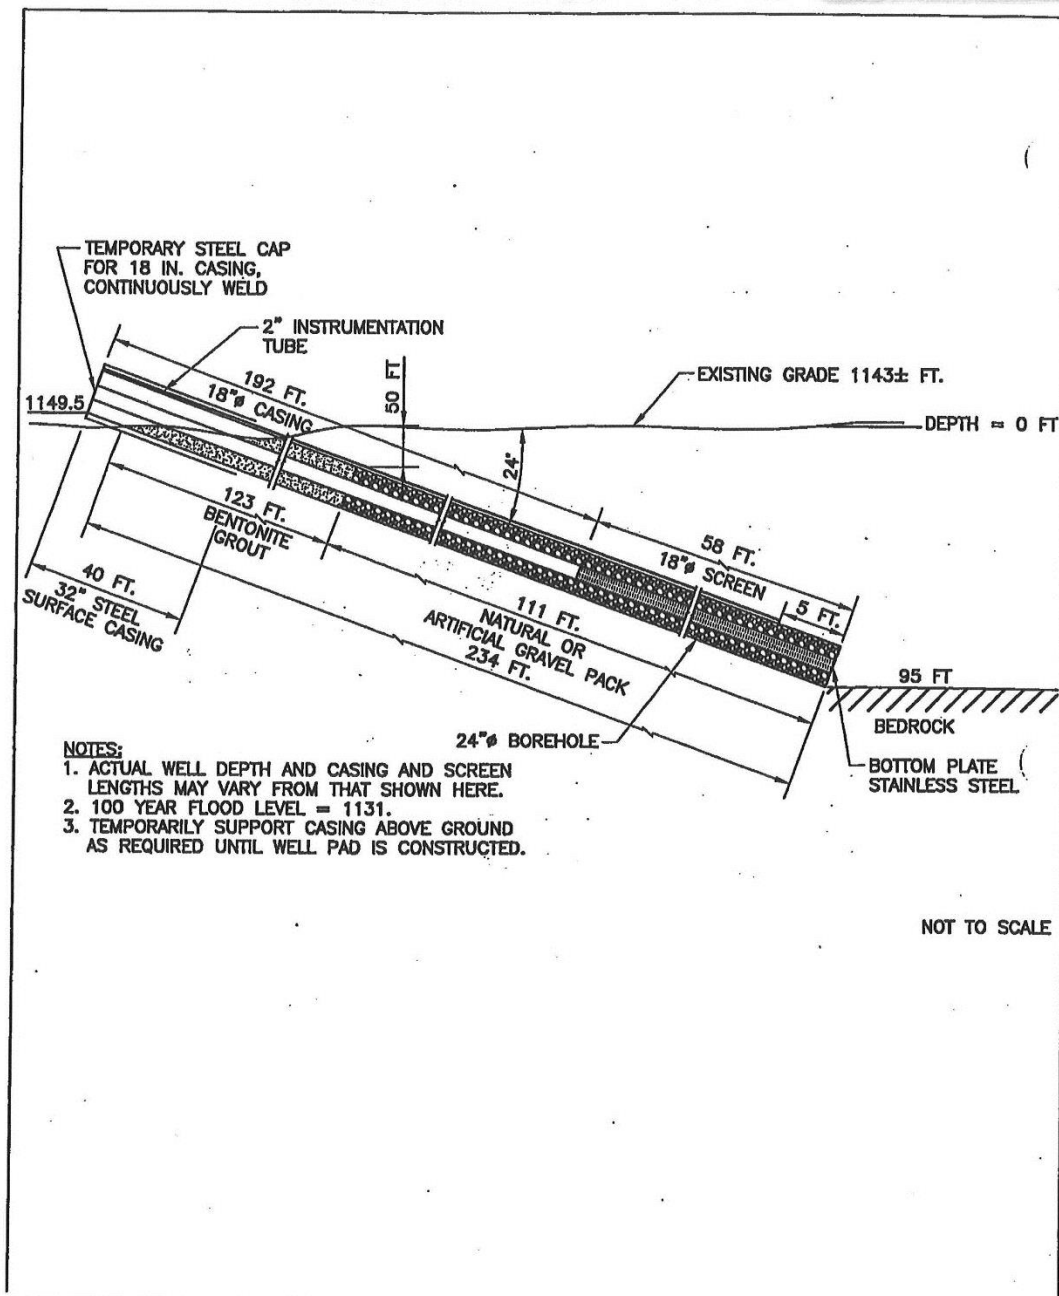 TEMPORARY STEEL CAP
FOR 18 IN. CASING,
CONTINUOUSLY WELD
2" INSTRUMENTATION
TUBE
192 FT.
18"ø CASING
50 FT
EXISTING GRADE 1143± FT.
1149.5
DEPTH = 0 FT
24°
123 FT.
BENTONITE
GROUT
58 FT.
18"ø SCREEN
5 FT.
40 FT.
32" STEEL
SURFACE CASING
111 FT.
NATURAL OR
ARTIFICIAL GRAVEL PACK
234 FT.
95 FT
BEDROCK
24"ø BOREHOLE
BOTTOM PLATE
STAINLESS STEEL
NOTES:
1. ACTUAL WELL DEPTH AND CASING AND SCREEN
LENGTHS MAY VARY FROM THAT SHOWN HERE.
2. 100 YEAR FLOOD LEVEL = 1131.
3. TEMPORARILY SUPPORT CASING ABOVE GROUND
AS REQUIRED UNTIL WELL PAD IS CONSTRUCTED.
NOT TO SCALE